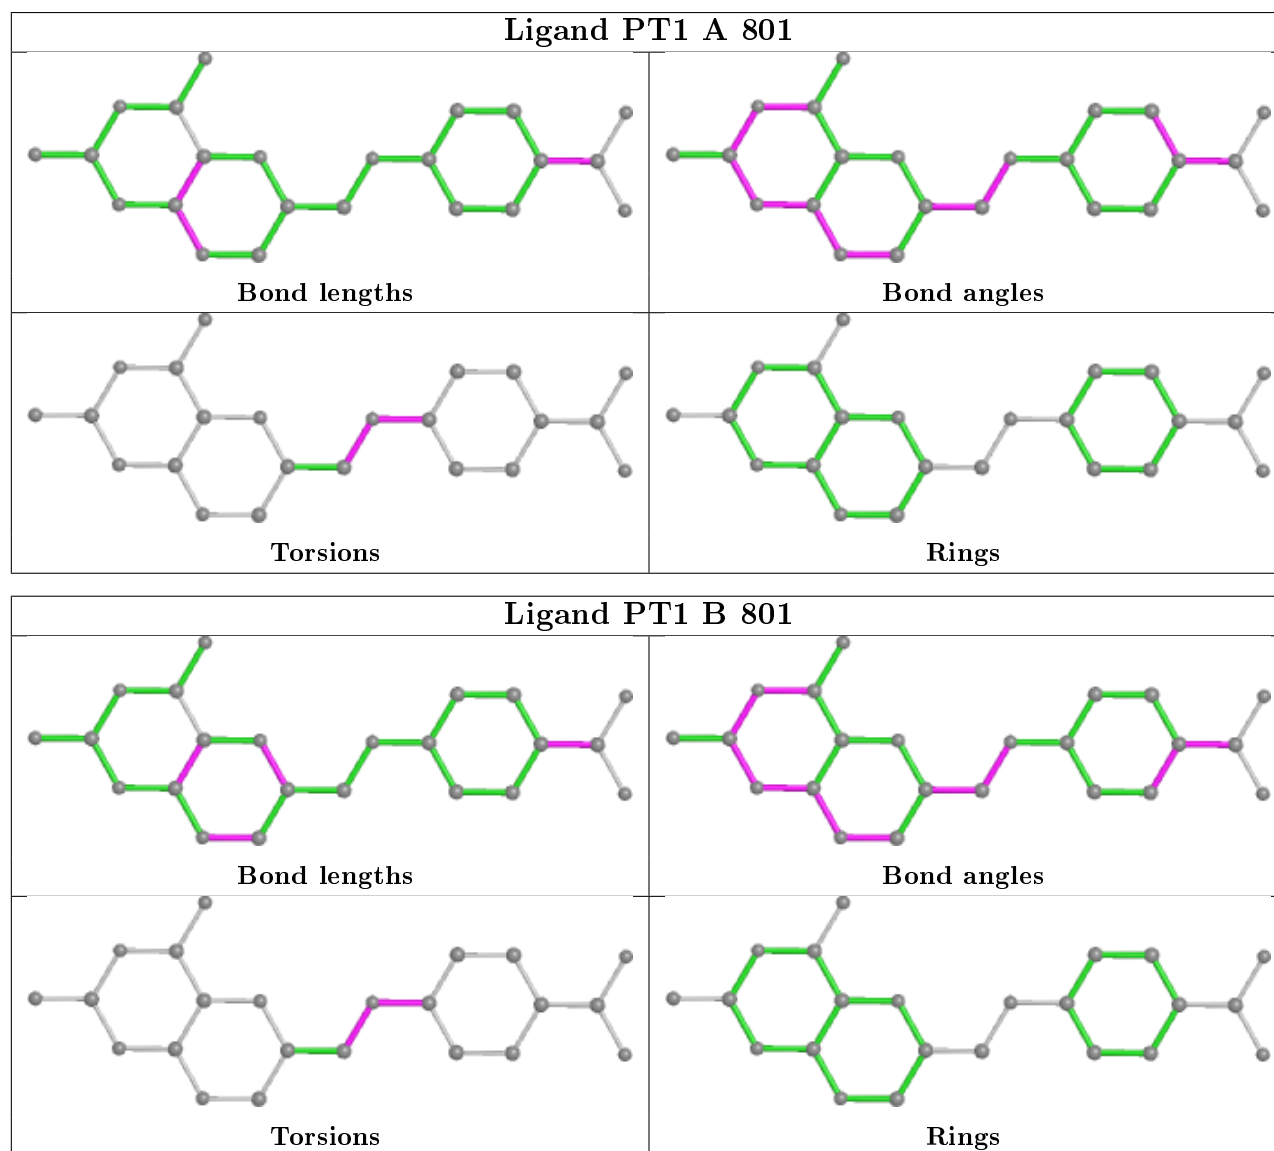 Ligand PT1 A 801
Bond lengths
Bond angles
Torsions
Rings
Ligand PT1 B 801
Bond lengths
Bond angles
Torsions
Rings